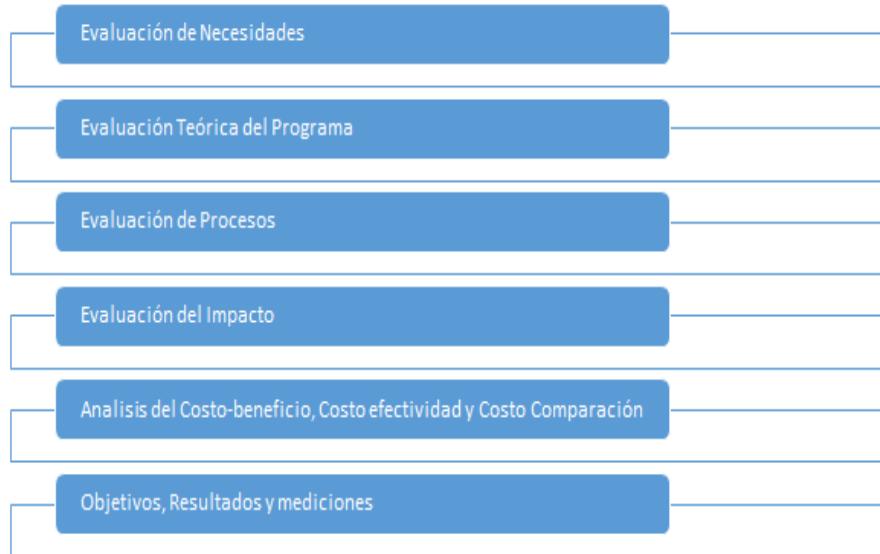 Evaluación de Necesidades
Evaluación Teórica del Programa
Evaluación de Procesos
Evaluación del Impacto
Analisis del Costo-beneficio, Costo efectividad y Costo Comparación
Objetivos, Resultados y mediciones